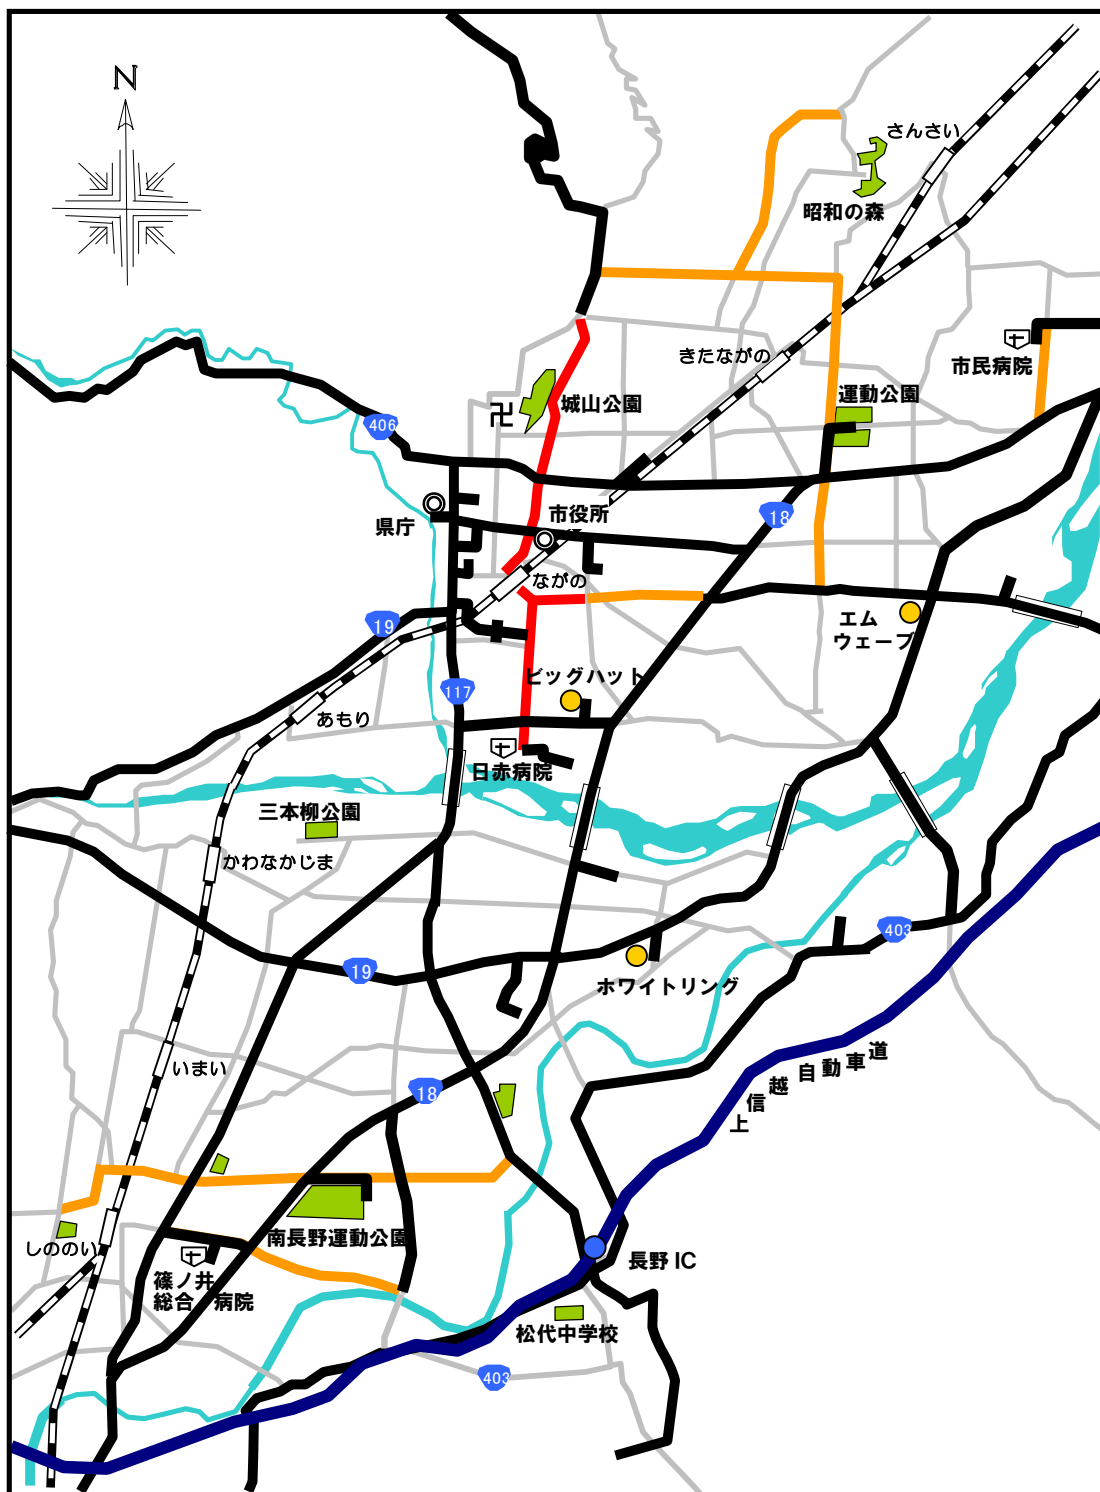 N
さんさい
昭和の森
きたながの
市民病院
運動公園
城山公園
卍
406
18
県庁
市役所
ながの
19
エム
ウェーブ
ビッグハット
117
あもり
日赤病院
三本柳公園
かわなかじま
403
19
ホワイトリング
いまい
18
上信越自動車道
南長野運動公園
しののい
長野 IC
篠ノ井
総合 病院
松代中学校
403